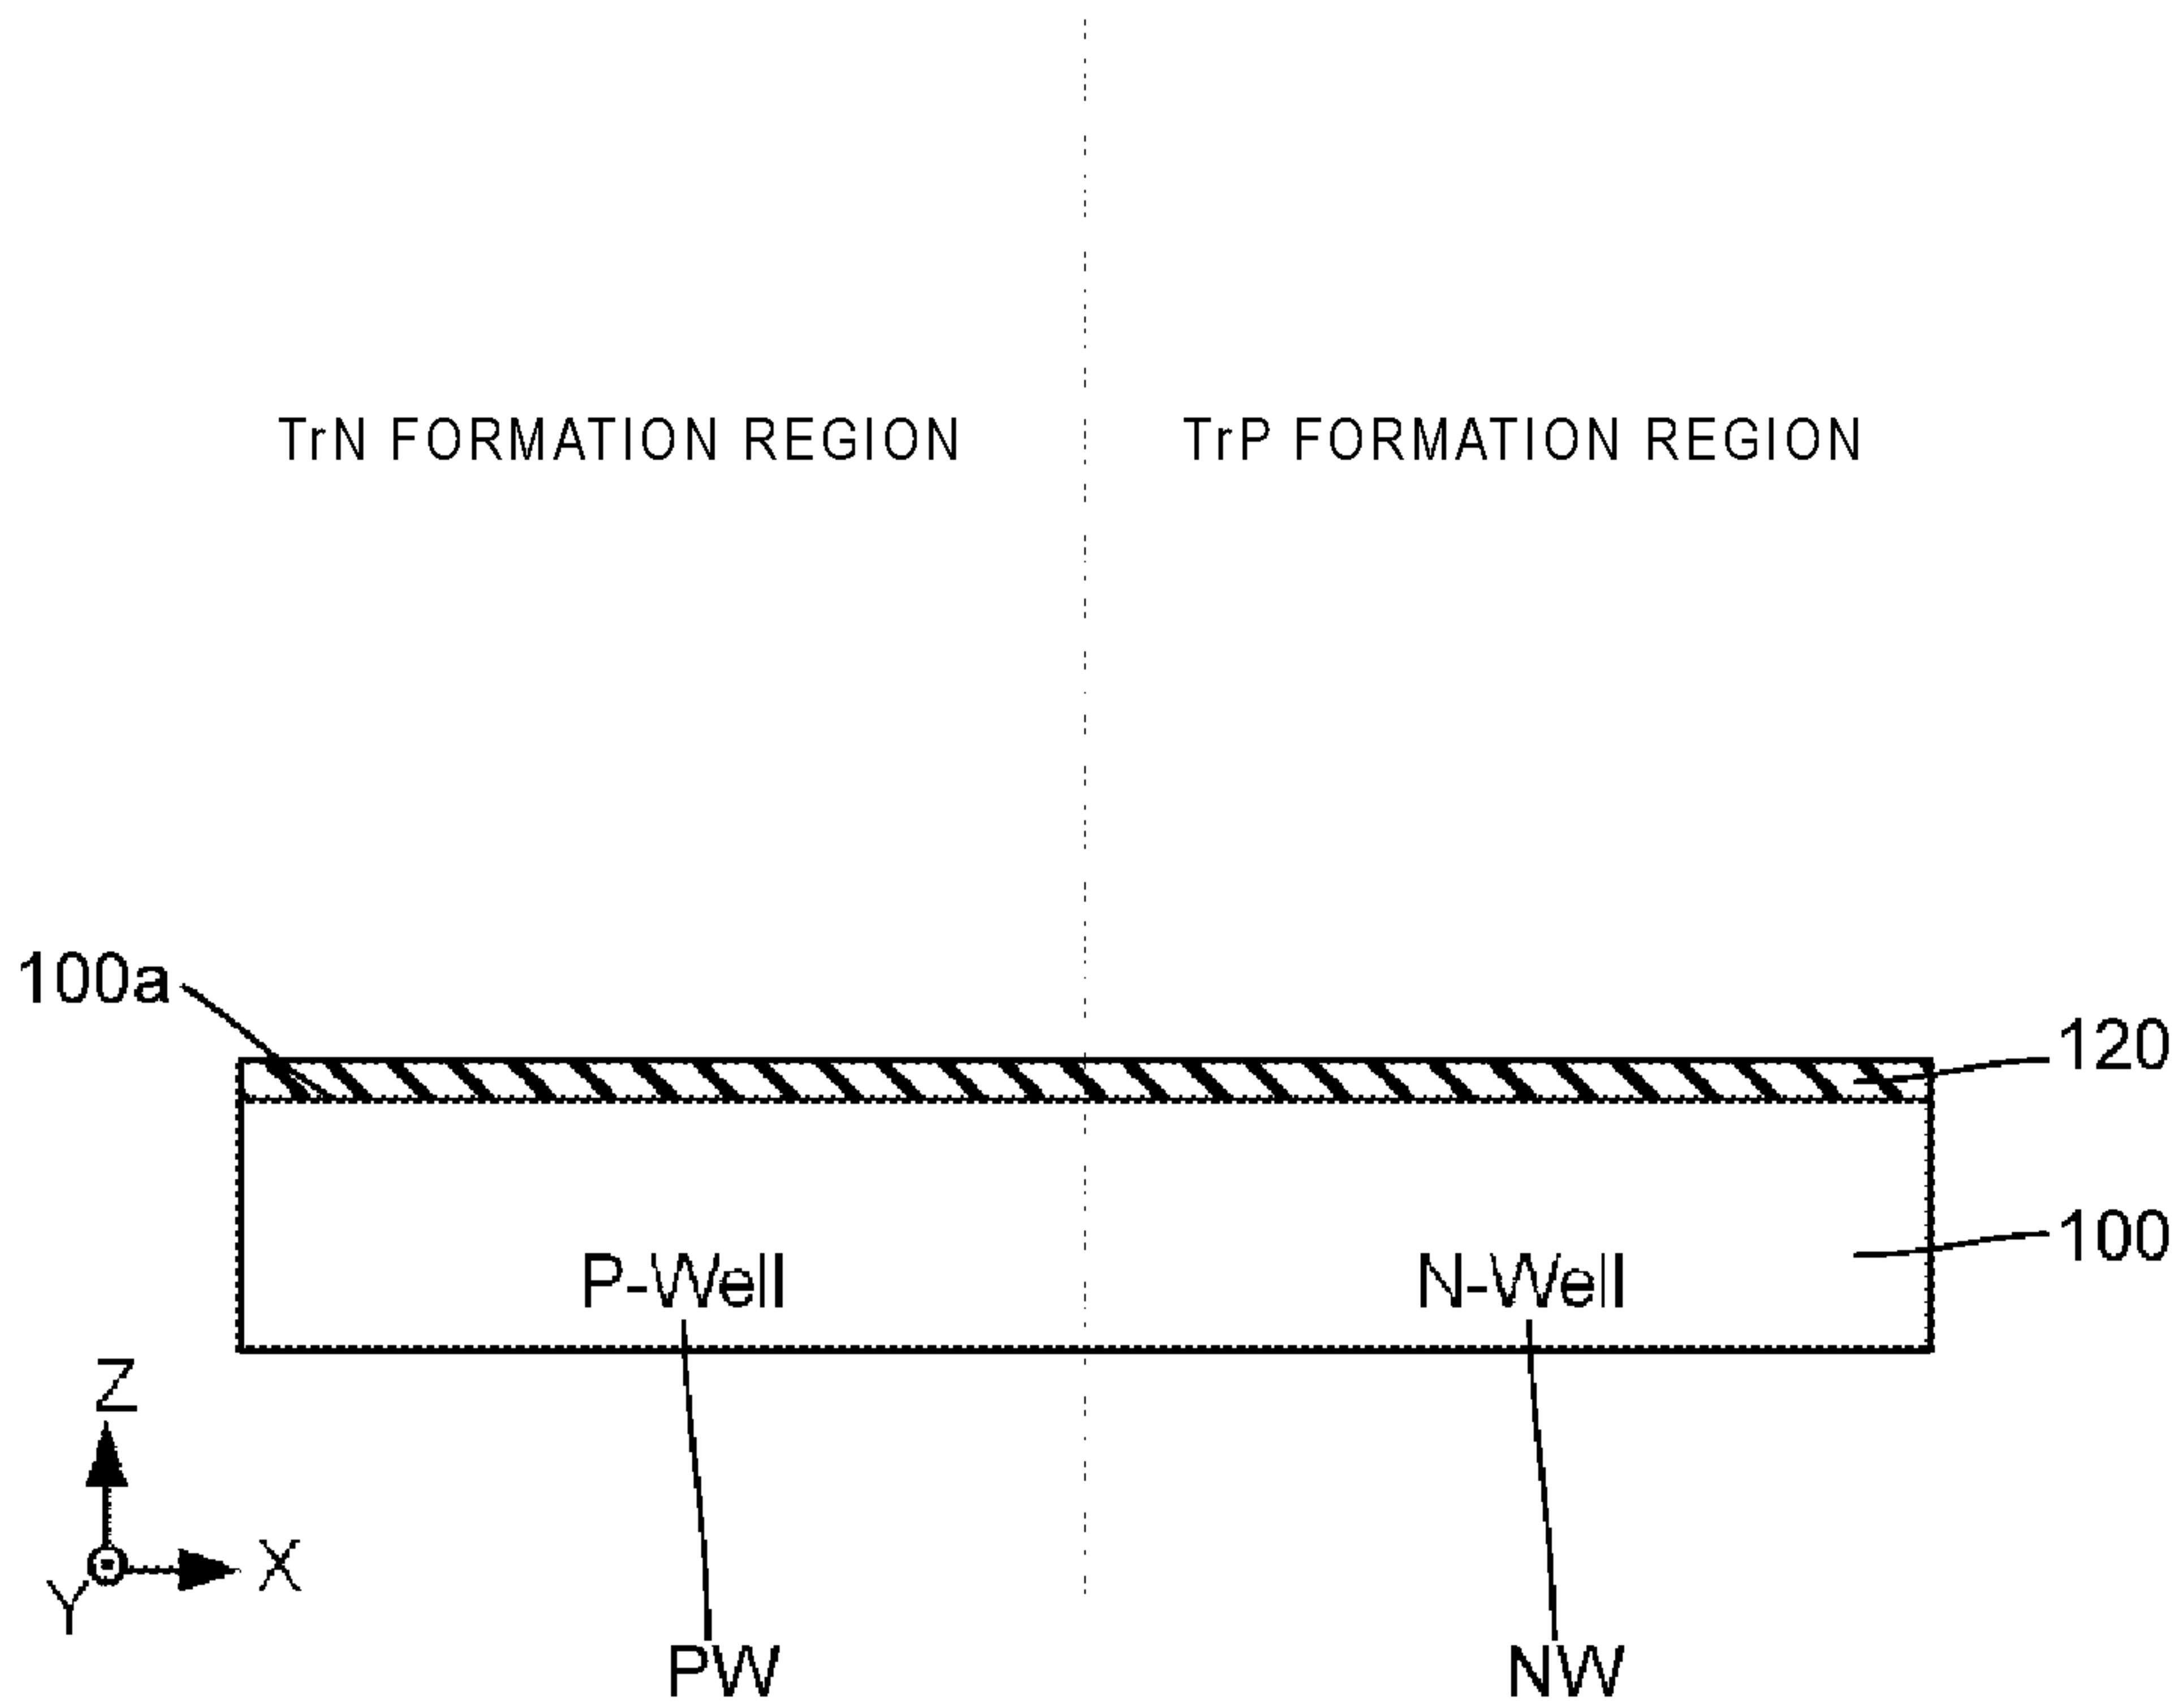 TrN FORMATION REGION
TrP FORMATION REGION
100a
120
100
P-Well
N-Well
Z
X
Y
PW
NW